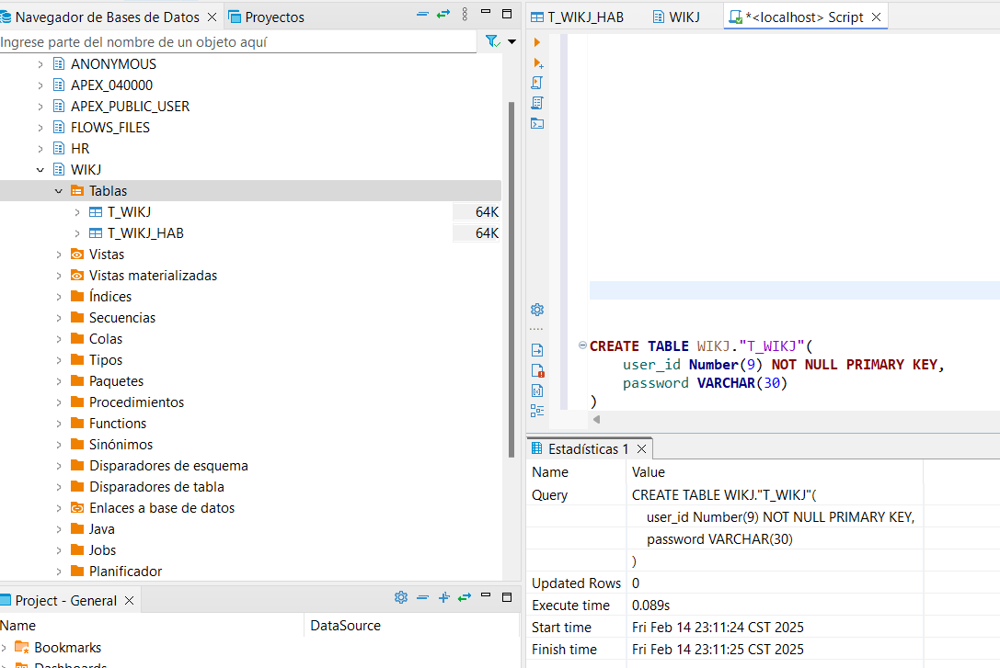 Navegador de Bases de Datos
Proyectos
Ingrese parte del nombre de un objeto aquí
ANONYMOUS
APEX_040000
APEX_PUBLIC_USER
FLOWS_FILES
HR
WIKJ
Tablas
T_WIKJ 64K
T_WIKJ_HAB 64K
Vistas
Vistas materializadas
Índices
Secuencias
Colas
Tipos
Paquetes
Procedimientos
Functions
Sinónimos
Disparadores de esquema
Disparadores de tabla
Enlaces a base de datos
Java
Jobs
Planificador
Project - General
Name DataSource
Bookmarks
Dashboards
T_WIKJ_HAB WIKJ *<localhost> Script
CREATE TABLE WIKJ."T_WIKJ"(
user_id Number(9) NOT NULL PRIMARY KEY,
password VARCHAR(30)
)
Estadísticas 1
Name Value
Query CREATE TABLE WIKJ."T_WIKJ"(
user_id Number(9) NOT NULL PRIMARY KEY,
password VARCHAR(30)
)
Updated Rows 0
Execute time 0.089s
Start time Fri Feb 14 23:11:24 CST 2025
Finish time Fri Feb 14 23:11:25 CST 2025